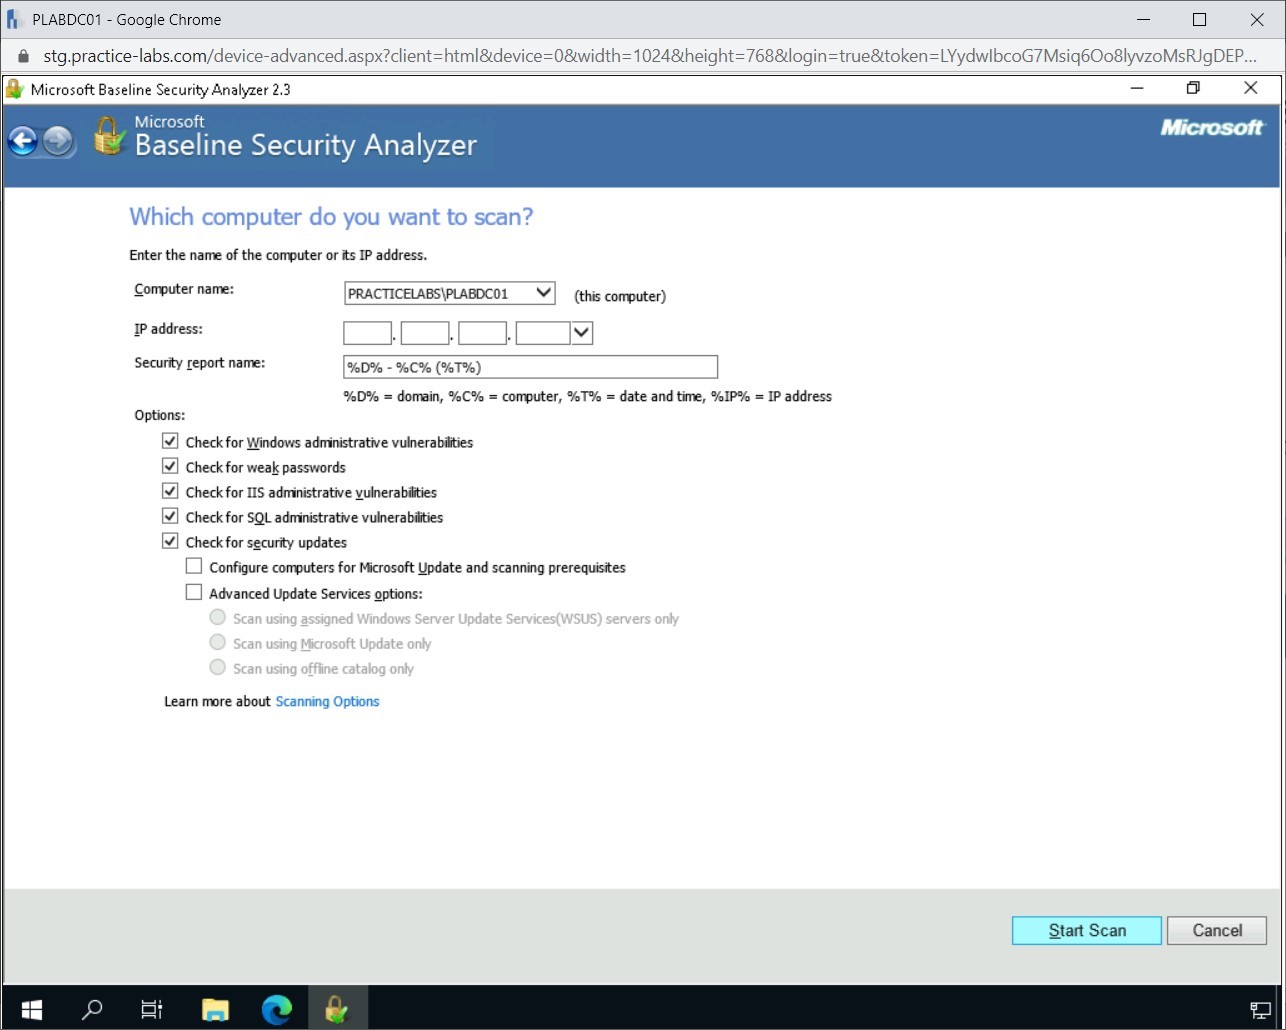 PLABDC01 - Google Chrome
stg.practice-labs.com/device-advanced.aspx?client=html&device=0&width=1024&height=768&login=true&token=LYydwIbcoG7Msiq6Oo8lyvzoMsRJgDEP...
Microsoft Baseline Security Analyzer 2.3
Microsoft
Baseline Security Analyzer
Microsoft
Which computer do you want to scan?
Enter the name of the computer or its IP address.
Computer name: PRACTICELABS\PLABDC01 (this computer)
IP address: . . .
Security report name: %D% - %C% (%T%)
%D% = domain, %C% = computer, %T% = date and time, %IP% = IP address
Options:
Check for Windows administrative vulnerabilities
Check for weak passwords
Check for IIS administrative vulnerabilities
Check for SQL administrative vulnerabilities
Check for security updates
Configure computers for Microsoft Update and scanning prerequisites
Advanced Update Services options:
Scan using assigned Windows Server Update Services(WSUS) servers only
Scan using Microsoft Update only
Scan using offline catalog only
Learn more about Scanning Options
Start Scan Cancel